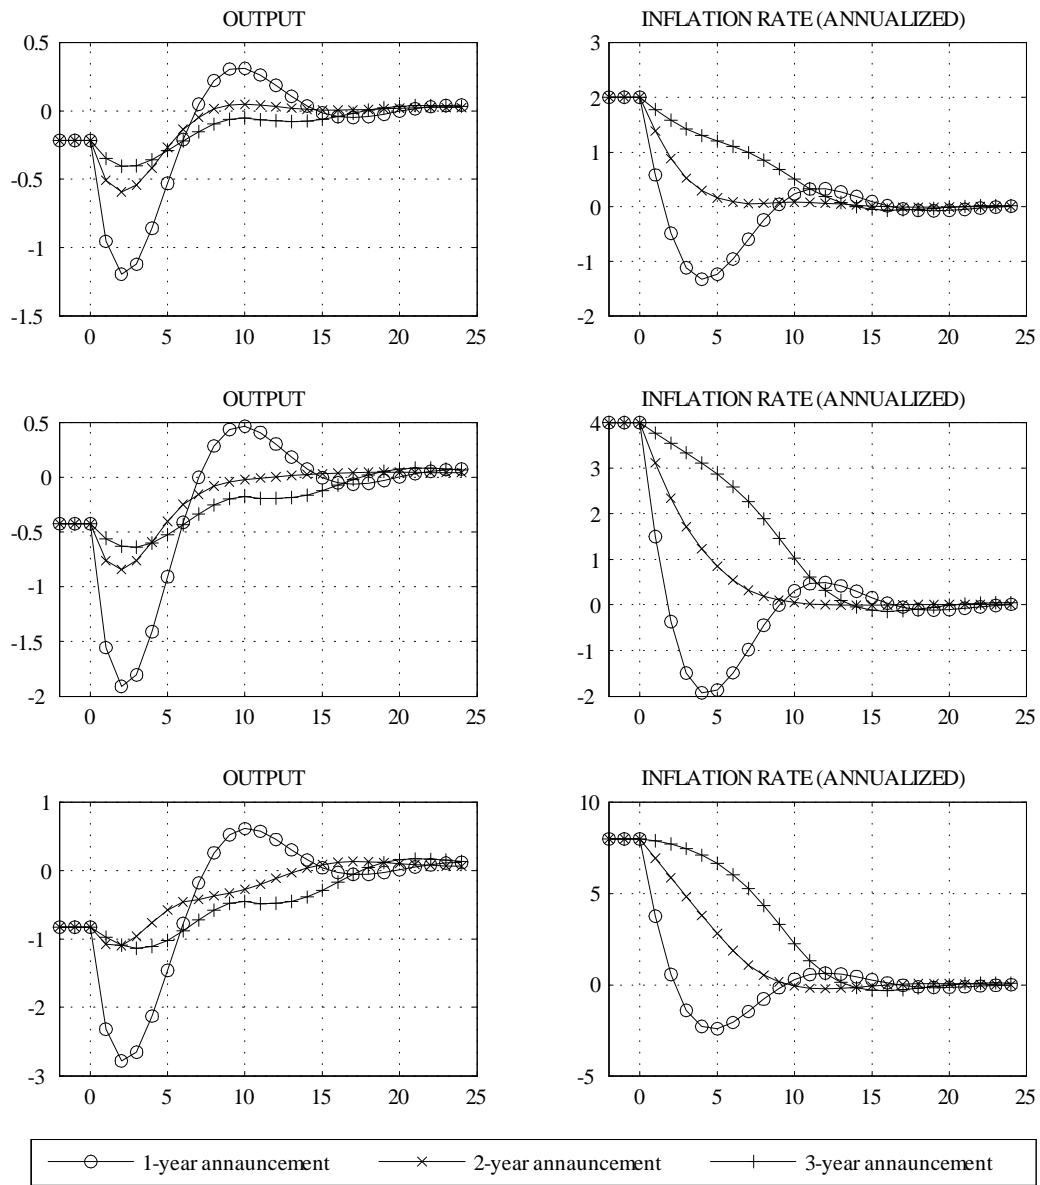 OUTPUT
INFLATION RATE (ANNUALIZED)
0.5
0
-0.5
-1
-1.5
0 5 10 15 20 25
3
2
1
0
-1
-2
0 5 10 15 20 25
OUTPUT
INFLATION RATE (ANNUALIZED)
0.5
0
-0.5
-1
-1.5
-2
0 5 10 15 20 25
4
3
2
1
0
-1
-2
0 5 10 15 20 25
OUTPUT
INFLATION RATE (ANNUALIZED)
1
0
-1
-2
-3
0 5 10 15 20 25
10
5
0
-5
0 5 10 15 20 25
1-year annauncement 2-year annauncement 3-year annauncement